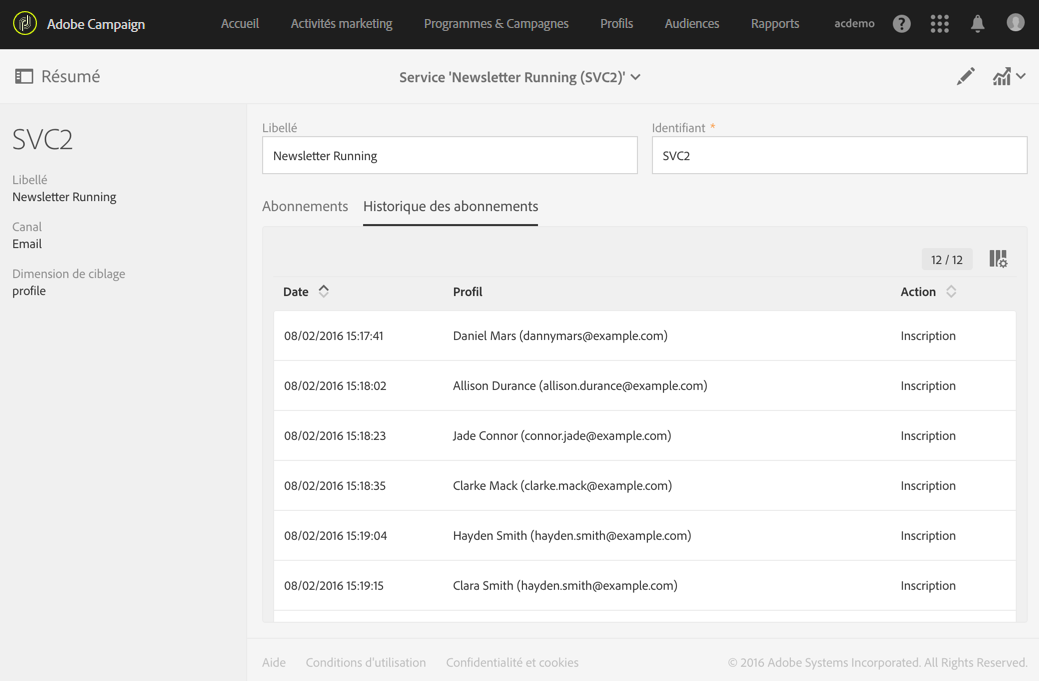 Adobe Campaign Accueil Activités marketing Programmes & Campagnes Profils Audiences Rapports acdemo ?
Résumé Service 'Newsletter Running (SVC2)'
SVC2
Libellé
Newsletter Running
Canal
Email
Dimension de ciblage
profile
Libellé Identifiant *
Newsletter Running SVC2
Abonnements Historique des abonnements
12 / 12
Date Profil Action
08/02/2016 15:17:41 Daniel Mars (dannymars@example.com) Inscription
08/02/2016 15:18:02 Allison Durance (allison.durance@example.com) Inscription
08/02/2016 15:18:23 Jade Connor (connor.jade@example.com) Inscription
08/02/2016 15:18:35 Clarke Mack (clarke.mack@example.com) Inscription
08/02/2016 15:19:04 Hayden Smith (hayden.smith@example.com) Inscription
08/02/2016 15:19:15 Clara Smith (hayden.smith@example.com) Inscription
Aide Conditions d'utilisation Confidentialité et cookies © 2016 Adobe Systems Incorporated. All Rights Reserved.